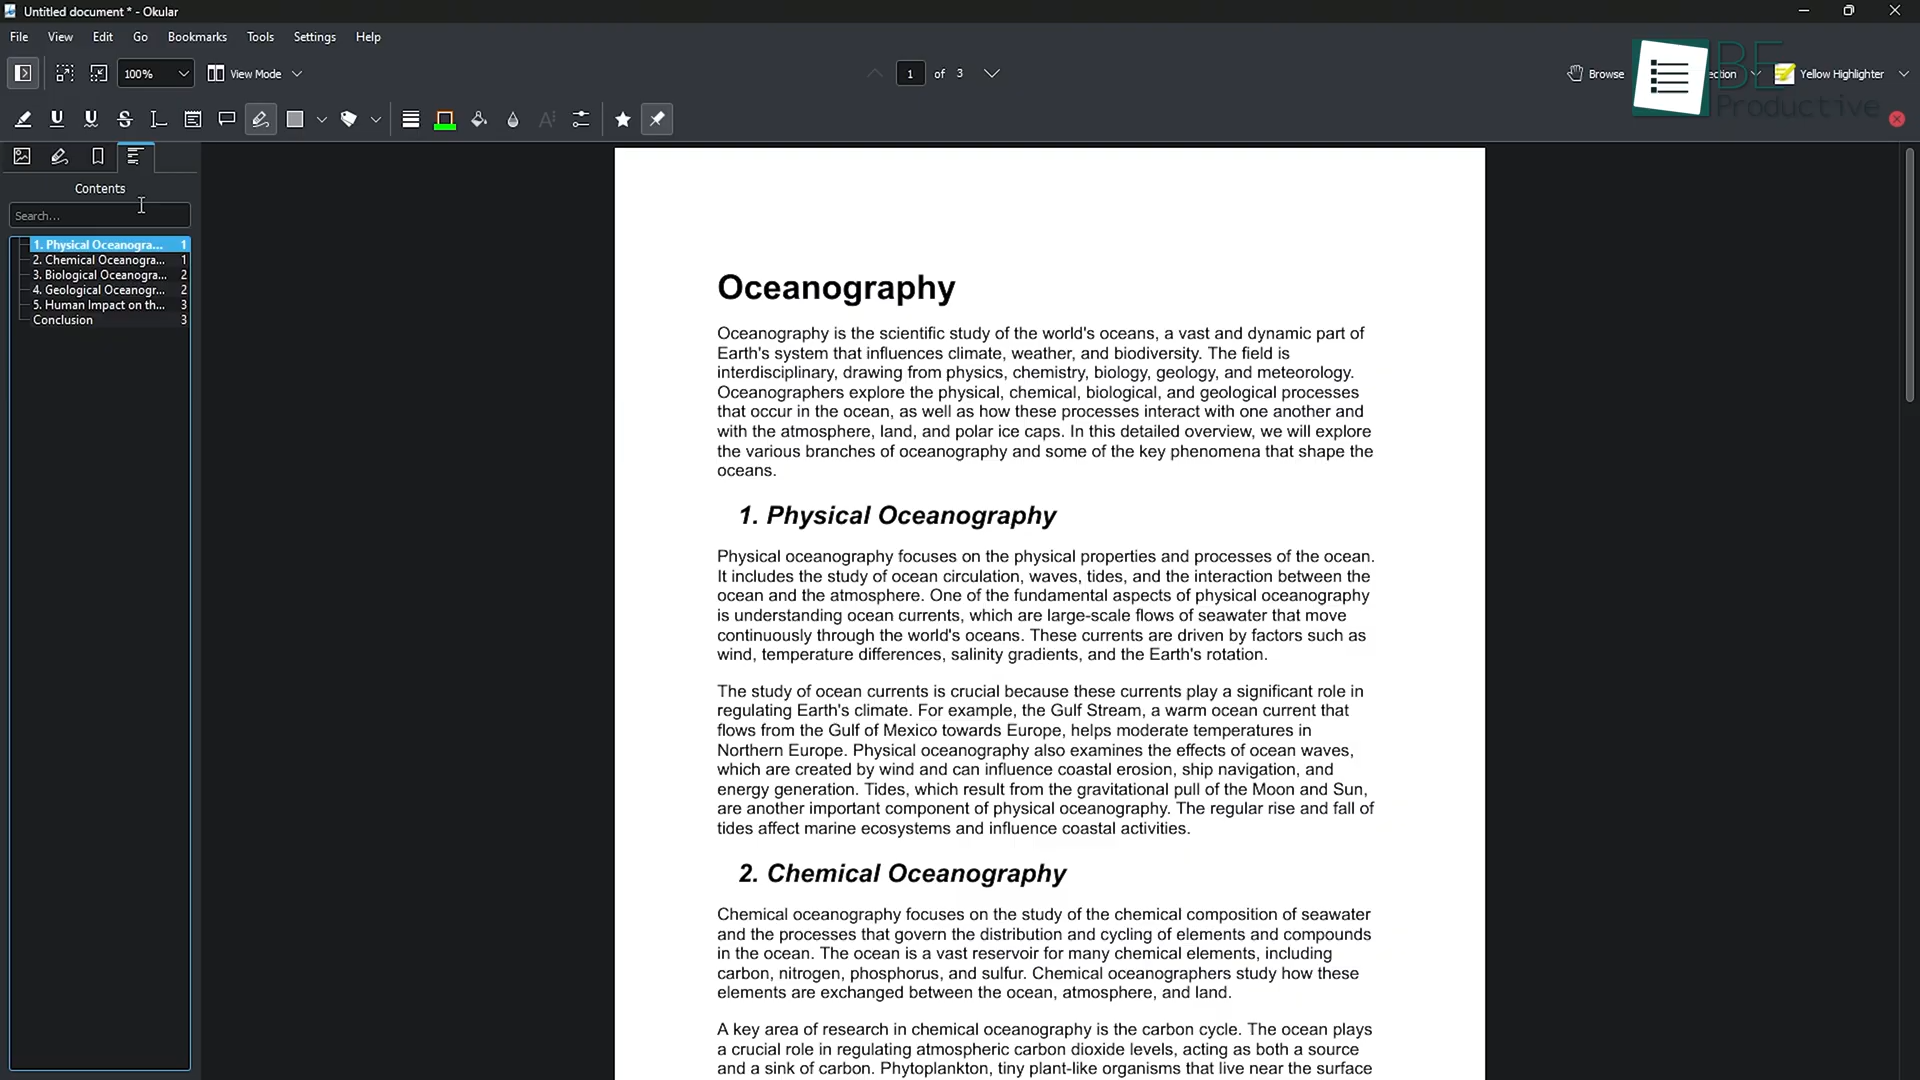 Untitled document * - Okular
File View Edit Go Bookmarks Tools Settings Help
100% View Mode 1 of 3 Browse ction Yellow Highlighter
BE
Productive
Contents
Search...
1. Physical Oceanogra... 1
2. Chemical Oceanogra... 1
3. Biological Oceanogra... 2
4. Geological Oceanogr... 2
5. Human Impact on th... 3
Conclusion 3
Oceanography
Oceanography is the scientific study of the world's oceans, a vast and dynamic part of
Earth's system that influences climate, weather, and biodiversity. The field is
interdisciplinary, drawing from physics, chemistry, biology, geology, and meteorology.
Oceanographers explore the physical, chemical, biological, and geological processes
that occur in the ocean, as well as how these processes interact with one another and
with the atmosphere, land, and polar ice caps. In this detailed overview, we will explore
the various branches of oceanography and some of the key phenomena that shape the
oceans.
1. Physical Oceanography
Physical oceanography focuses on the physical properties and processes of the ocean.
It includes the study of ocean circulation, waves, tides, and the interaction between the
ocean and the atmosphere. One of the fundamental aspects of physical oceanography
is understanding ocean currents, which are large-scale flows of seawater that move
continuously through the world's oceans. These currents are driven by factors such as
wind, temperature differences, salinity gradients, and the Earth's rotation.
The study of ocean currents is crucial because these currents play a significant role in
regulating Earth's climate. For example, the Gulf Stream, a warm ocean current that
flows from the Gulf of Mexico towards Europe, helps moderate temperatures in
Northern Europe. Physical oceanography also examines the effects of ocean waves,
which are created by wind and can influence coastal erosion, ship navigation, and
energy generation. Tides, which result from the gravitational pull of the Moon and Sun,
are another important component of physical oceanography. The regular rise and fall of
tides affect marine ecosystems and influence coastal activities.
2. Chemical Oceanography
Chemical oceanography focuses on the study of the chemical composition of seawater
and the processes that govern the distribution and cycling of elements and compounds
in the ocean. The ocean is a vast reservoir for many chemical elements, including
carbon, nitrogen, phosphorus, and sulfur. Chemical oceanographers study how these
elements are exchanged between the ocean, atmosphere, and land.
A key area of research in chemical oceanography is the carbon cycle. The ocean plays
a crucial role in regulating atmospheric carbon dioxide levels, acting as both a source
and a sink of carbon. Phytoplankton, tiny plant-like organisms that live near the surface